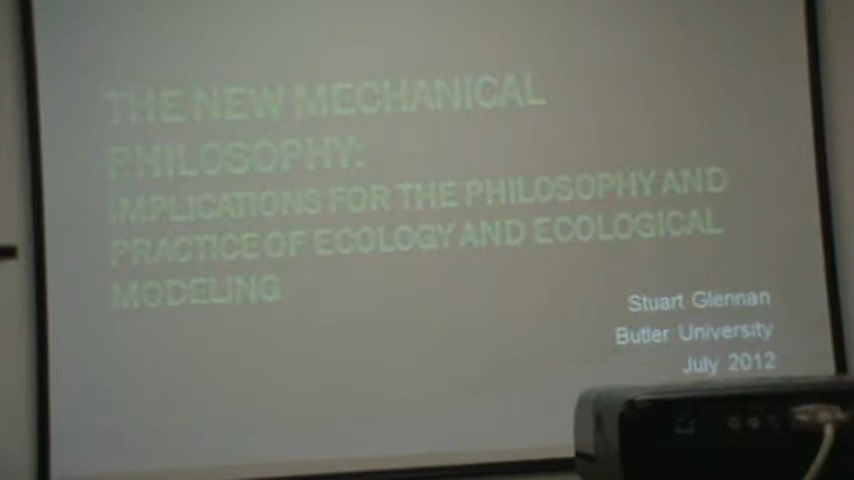 THE NEW MECHANICAL
PHILOSOPHY:
IMPLICATIONS FOR THE PHILOSOPHY AND
PRACTICE OF ECOLOGY AND ECOLOGICAL
MODELING
Stuart Glennan
Butler University
July 2012